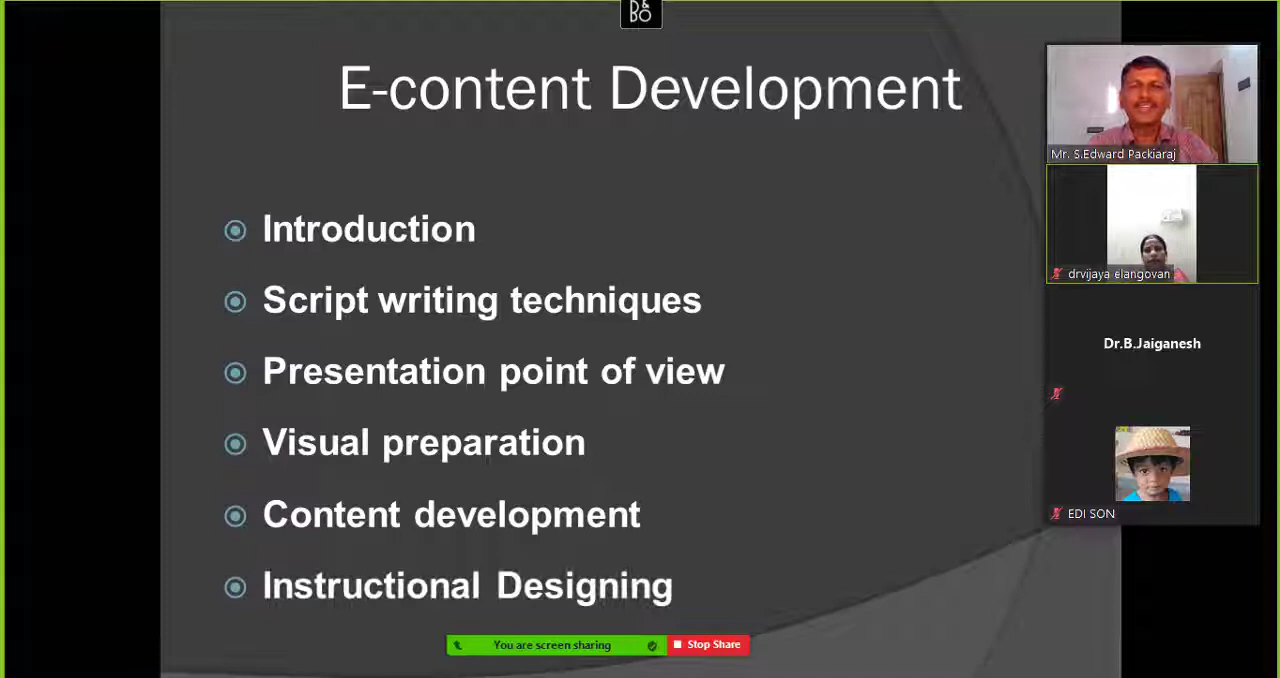 D&
BO
E-content Development
Introduction
Script writing techniques
Presentation point of view
Visual preparation
Content development
Instructional Designing
Mr. S.Edward Packiaraj
drvijaya elangovan
Dr.B.Jaiganesh
EDI SON
You are screen sharing
Stop Share